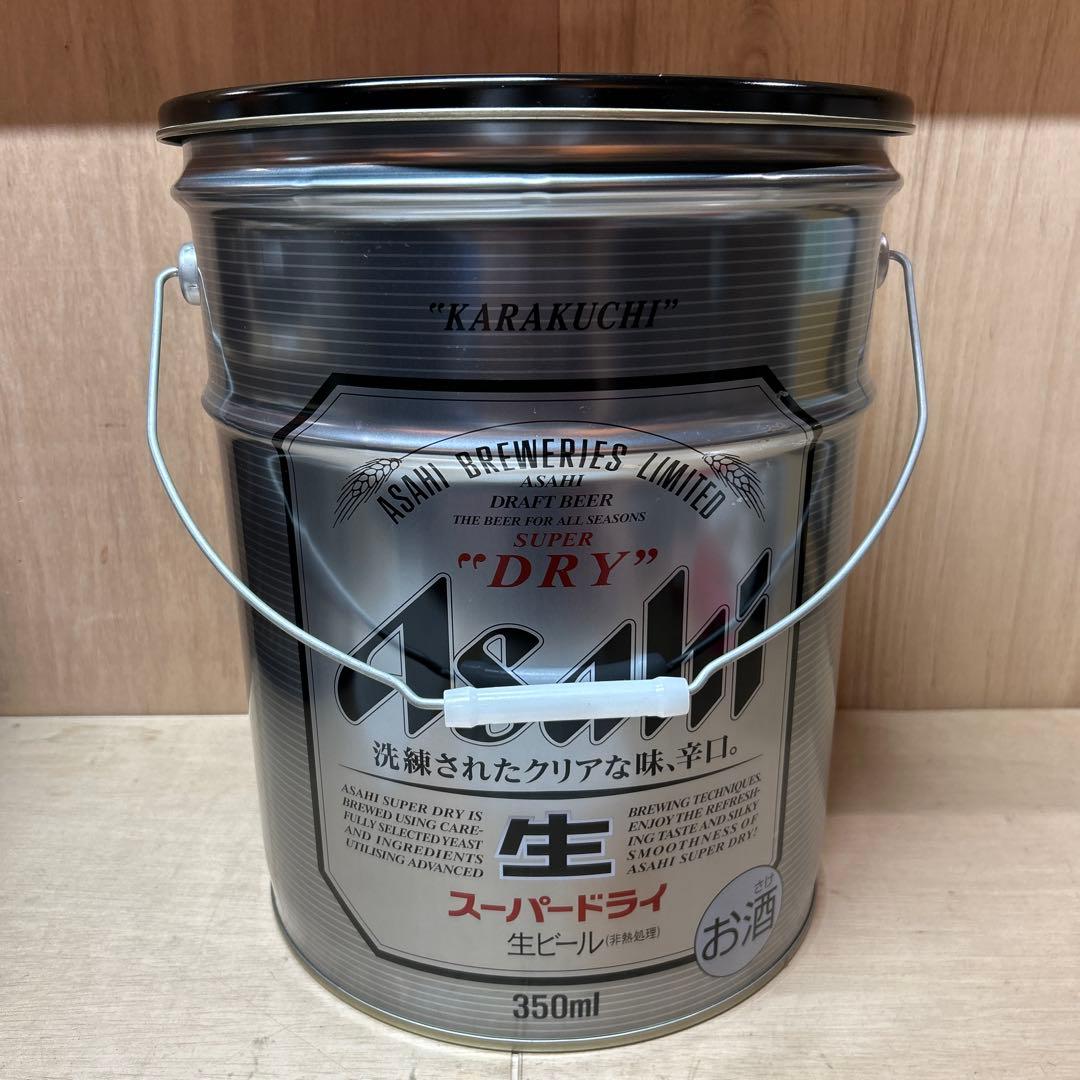 “KARAKUCHI”
ASAHI BREWERIES LIMITED
ASAHI
DRAFT BEER
THE BEER FOR ALL SEASONS
SUPER
“DRY”
Asahi
洗練されたクリアな味、辛口。
ASAHI SUPER DRY IS
BREWED USING CARE-
FULLY SELECTED YEAST
AND INGREDIENTS
UTILISING ADVANCED
生
BREWING TECHNIQUES.
ENJOY THE REFRESH-
ING TASTE AND SILKY
SMOOTHNESS OF
ASAHI SUPER DRY!
スーパードライ
生ビール(非熱処理)
さけ
お酒
350ml